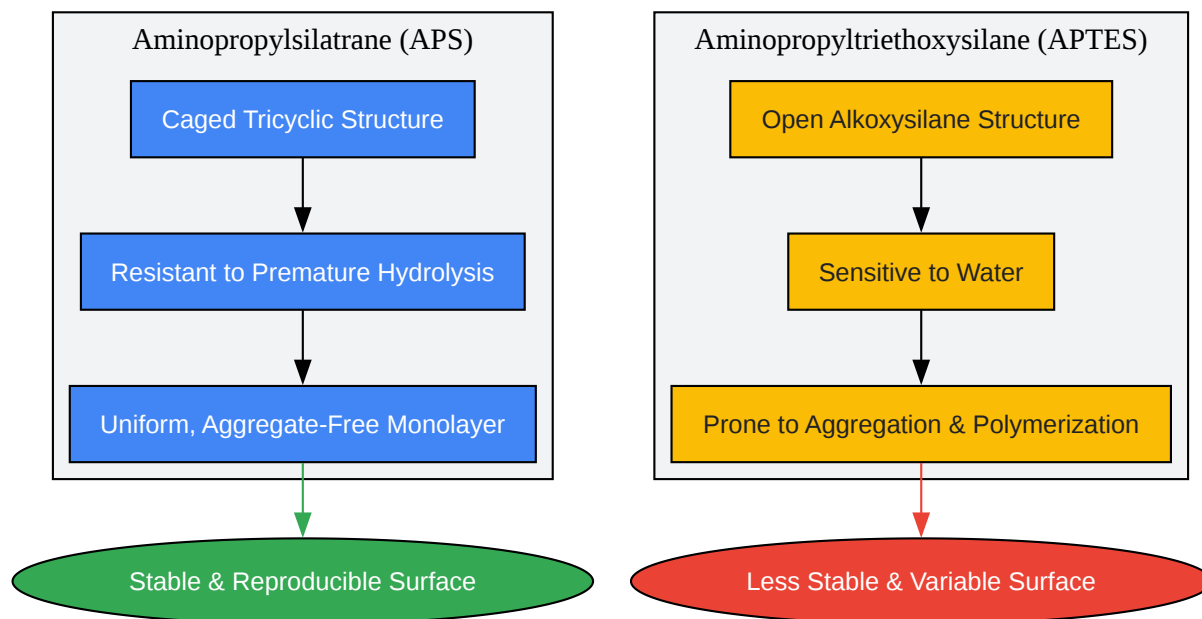 Aminopropylsilatrane (APS)
Caged Tricyclic Structure
Resistant to Premature Hydrolysis
Uniform, Aggregate-Free Monolayer
Stable & Reproducible Surface
Aminopropyltriethoxysilane (APTES)
Open Alkoxysilane Structure
Sensitive to Water
Prone to Aggregation & Polymerization
Less Stable & Variable Surface